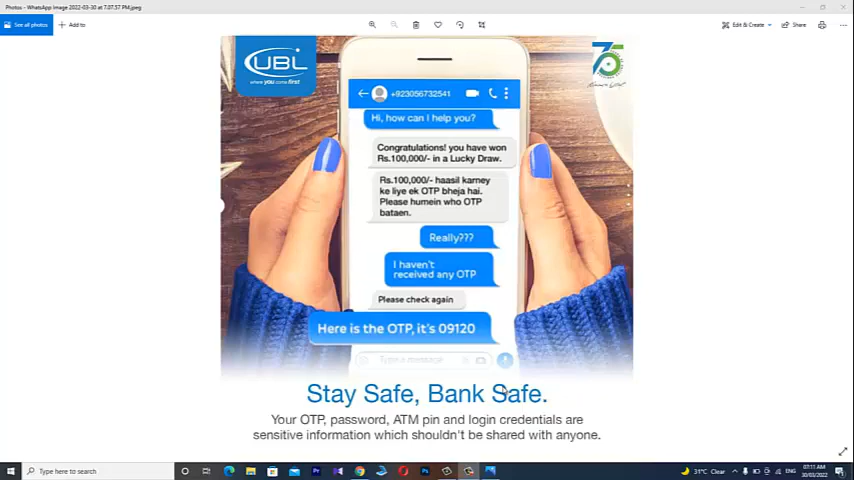 Photos - WhatsApp Image 2022-03-30 at 7.07.57 PM.jpeg
See all photos
Add to
Edit & Create
Share
UBL
where you come first
75
+923056732541
Hi, how can I help you?
Congratulations! you have won
Rs.100,000/- in a Lucky Draw.
Rs.100,000/- haasil karney
ke liye ek OTP bheja hai.
Please humein who OTP
bataen.
Really???
I haven't
received any OTP
Please check again
Here is the OTP, it's 09120
Type a message
Stay Safe, Bank Safe.
Your OTP, password, ATM pin and login credentials are
sensitive information which shouldn't be shared with anyone.
Type here to search
31°C Clear
ENG
07:11 AM
30/03/2022